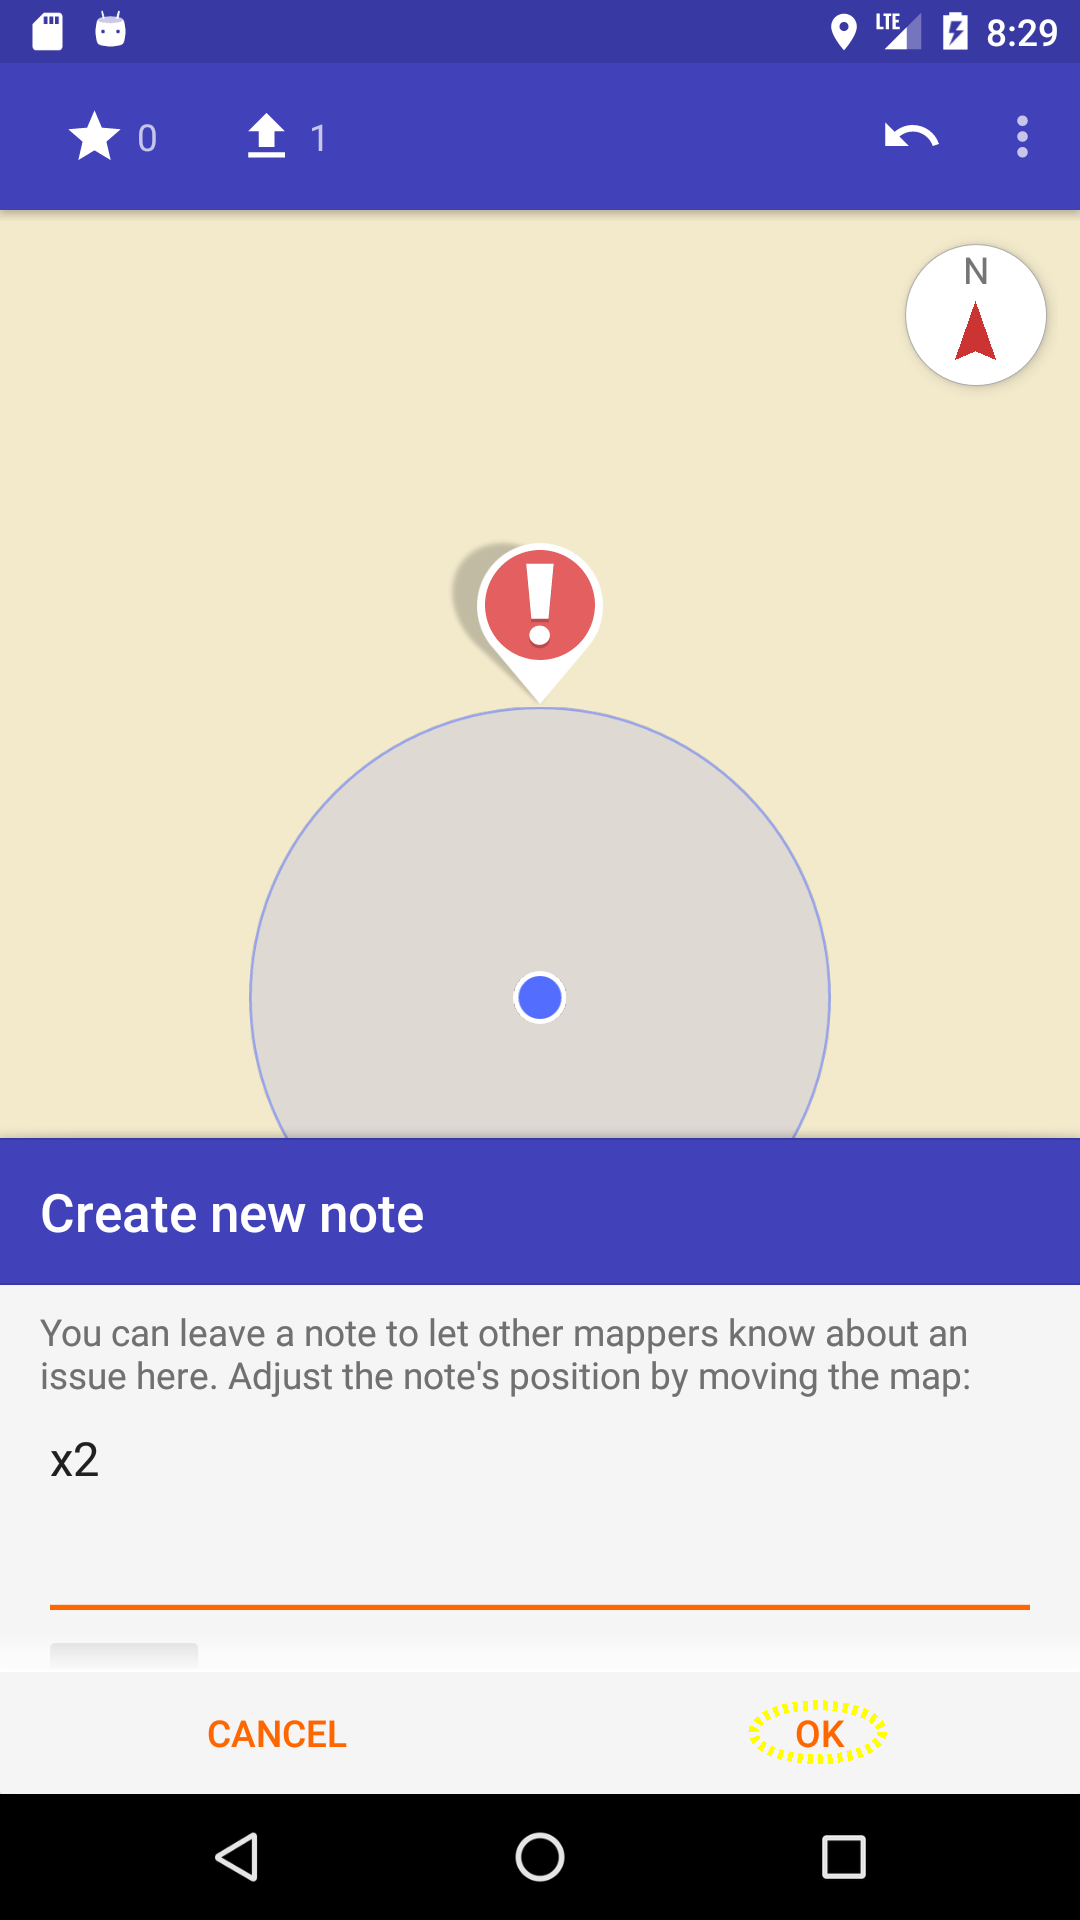 LTE 8:29
0 1
N
Create new note
You can leave a note to let other mappers know about an
issue here. Adjust the note's position by moving the map:
x2
CANCEL OK